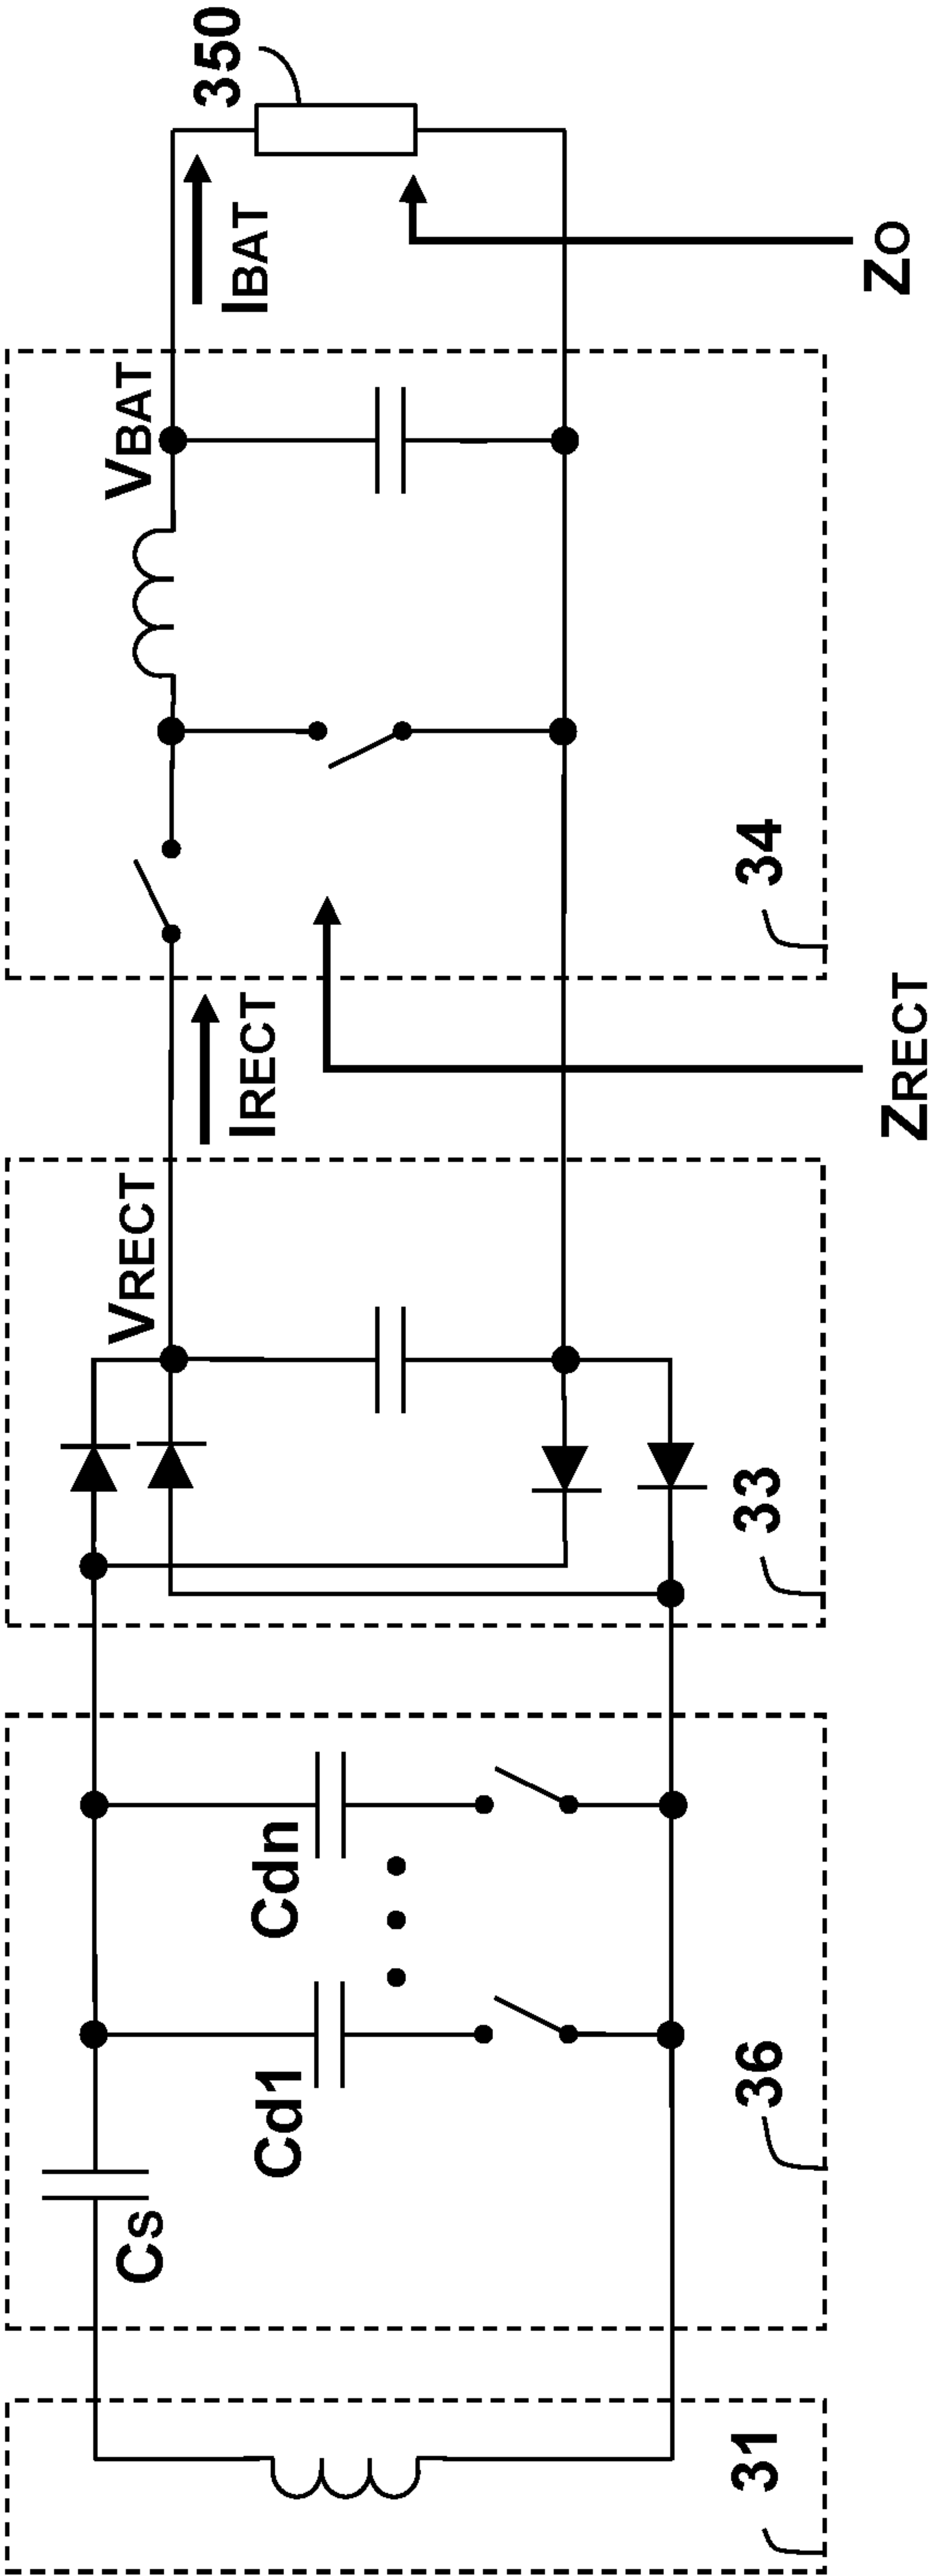 31
Cs
Cd1
Cdn
36
VRECT
33
IRECT
ZRECT
34
VBAT
IBAT
350
ZO